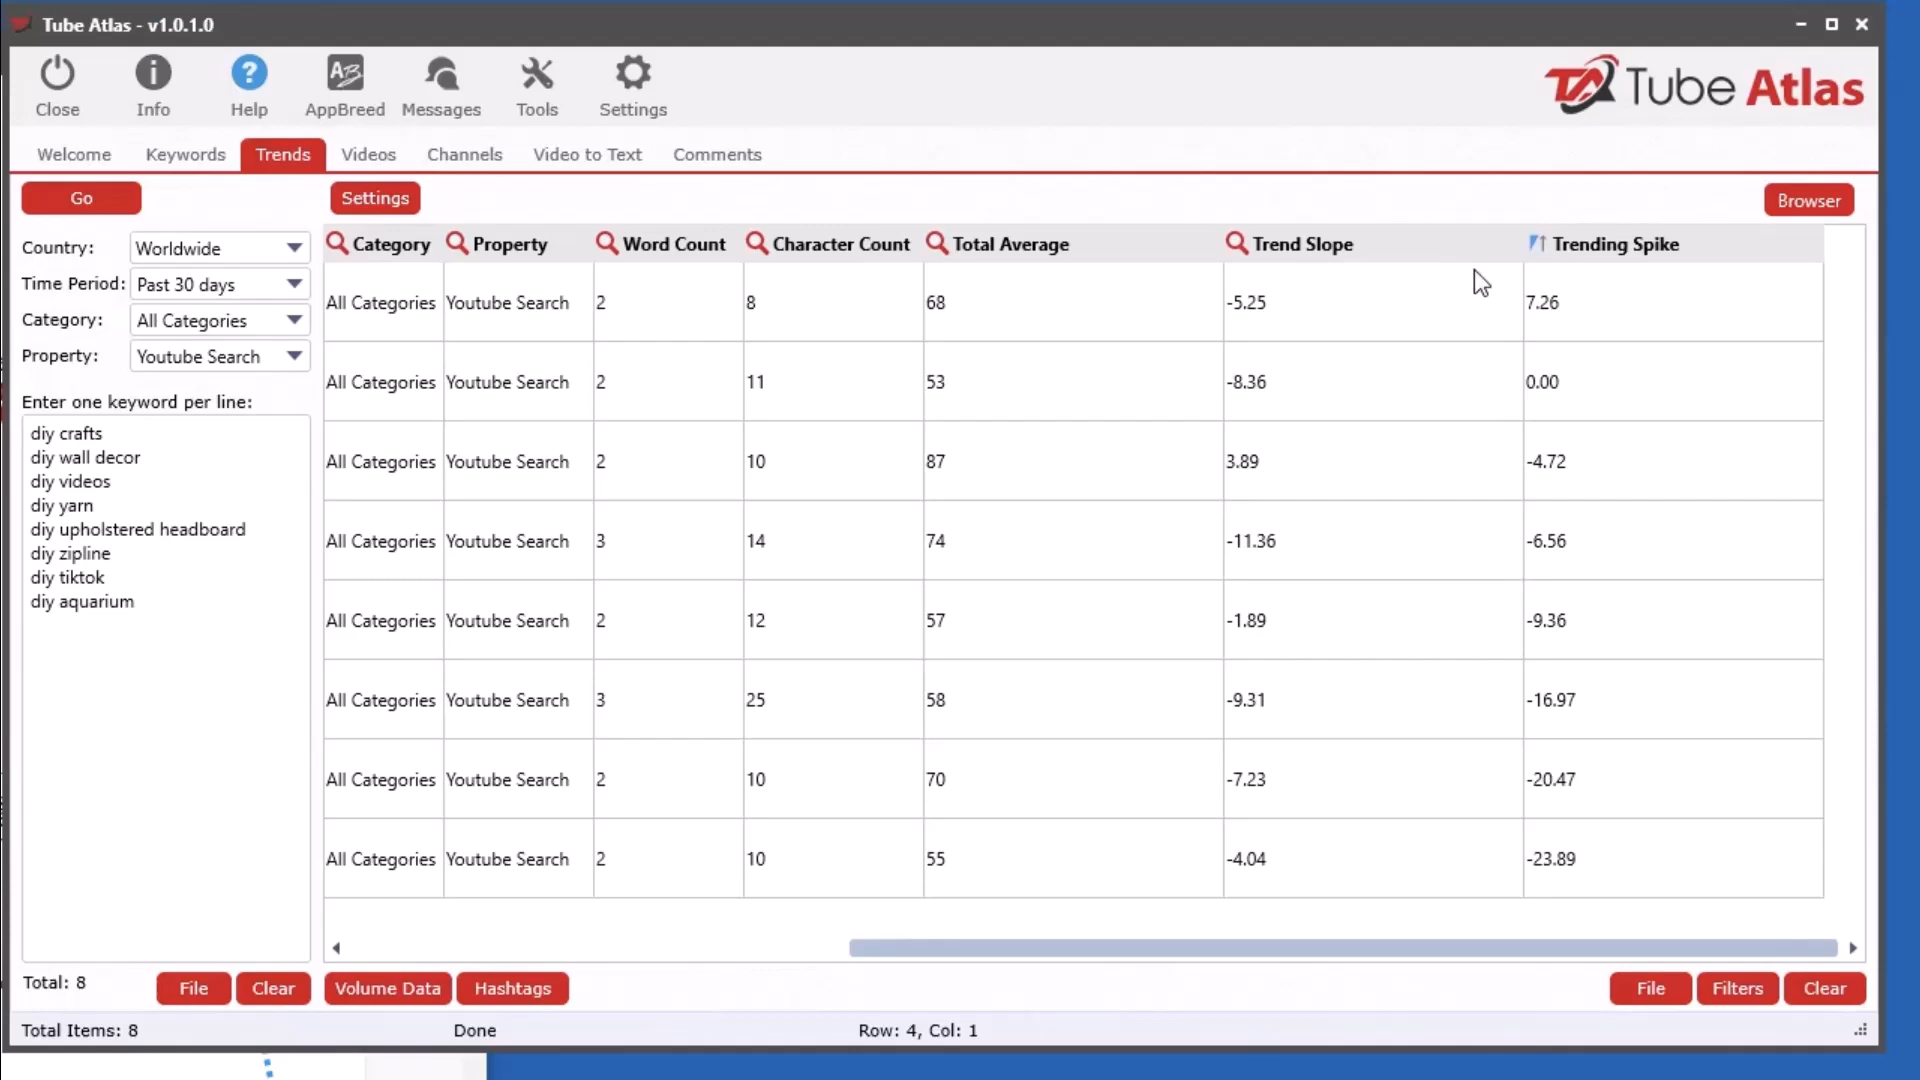 Tube Atlas - v1.0.1.0
Close Info Help AppBreed Messages Tools Settings
Tube Atlas
Welcome Keywords Trends Videos Channels Video to Text Comments
Go Settings Browser
Country: Worldwide
Time Period: Past 30 days
Category: All Categories
Property: Youtube Search
Enter one keyword per line:
diy crafts
diy wall decor
diy videos
diy yarn
diy upholstered headboard
diy zipline
diy tiktok
diy aquarium
Category Property Word Count Character Count Total Average Trend Slope Trending Spike
All Categories Youtube Search 2 8 68 -5.25 7.26
All Categories Youtube Search 2 11 53 -8.36 0.00
All Categories Youtube Search 2 10 87 3.89 -4.72
All Categories Youtube Search 3 14 74 -11.36 -6.56
All Categories Youtube Search 2 12 57 -1.89 -9.36
All Categories Youtube Search 3 25 58 -9.31 -16.97
All Categories Youtube Search 2 10 70 -7.23 -20.47
All Categories Youtube Search 2 10 55 -4.04 -23.89
Total: 8 File Clear Volume Data Hashtags File Filters Clear
Total Items: 8 Done Row: 4, Col: 1